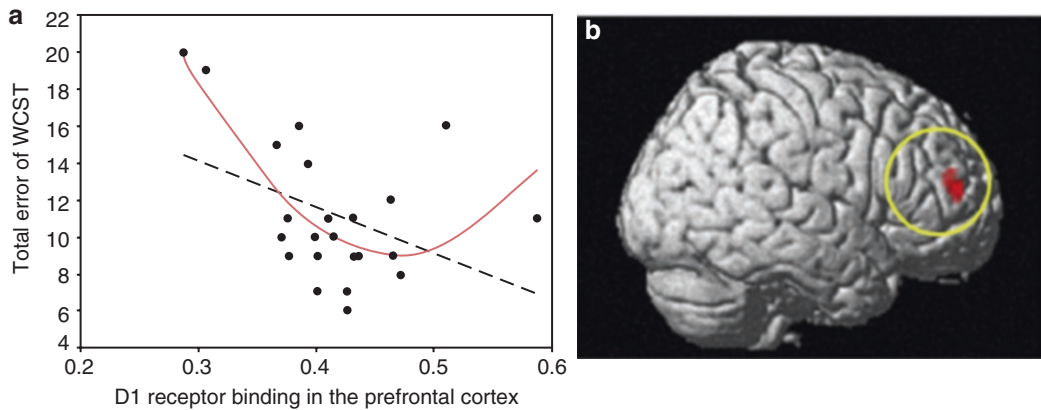 a
22
20
18
16
14
12
10
8
6
4
Total error of WCST
0.2 0.3 0.4 0.5 0.6
D1 receptor binding in the prefrontal cortex
b